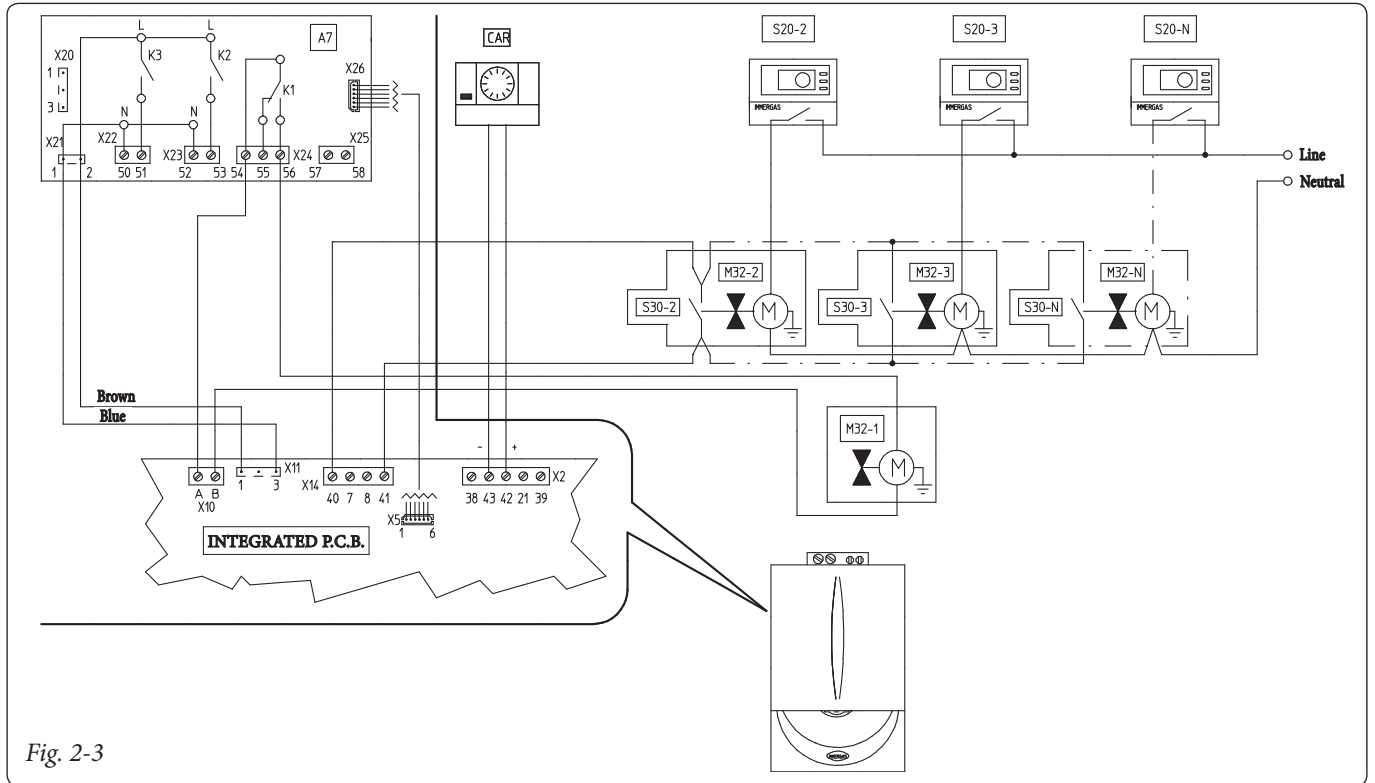 S20-2 S20-3 S20-N
L L
A7
CAR
X20
K3 K2
X26
1
K1
3
IMMERGAS IMMERGAS IMMERGAS
N N
X21 X22 X23 X24 X25
1 2 50 51 52 53 54 55 56 57 58
Line
Neutral
M32-2 M32-3 M32-N
S30-2 M S30-3 M S30-N M
Brown
Blue
M32-1
M
- +
A B 1 3 X11
X10
X14 40 7 8 41
38 43 42 21 39 X2
X5 1 6
INTEGRATED P.C.B.
IMMERGAS
Fig. 2-3